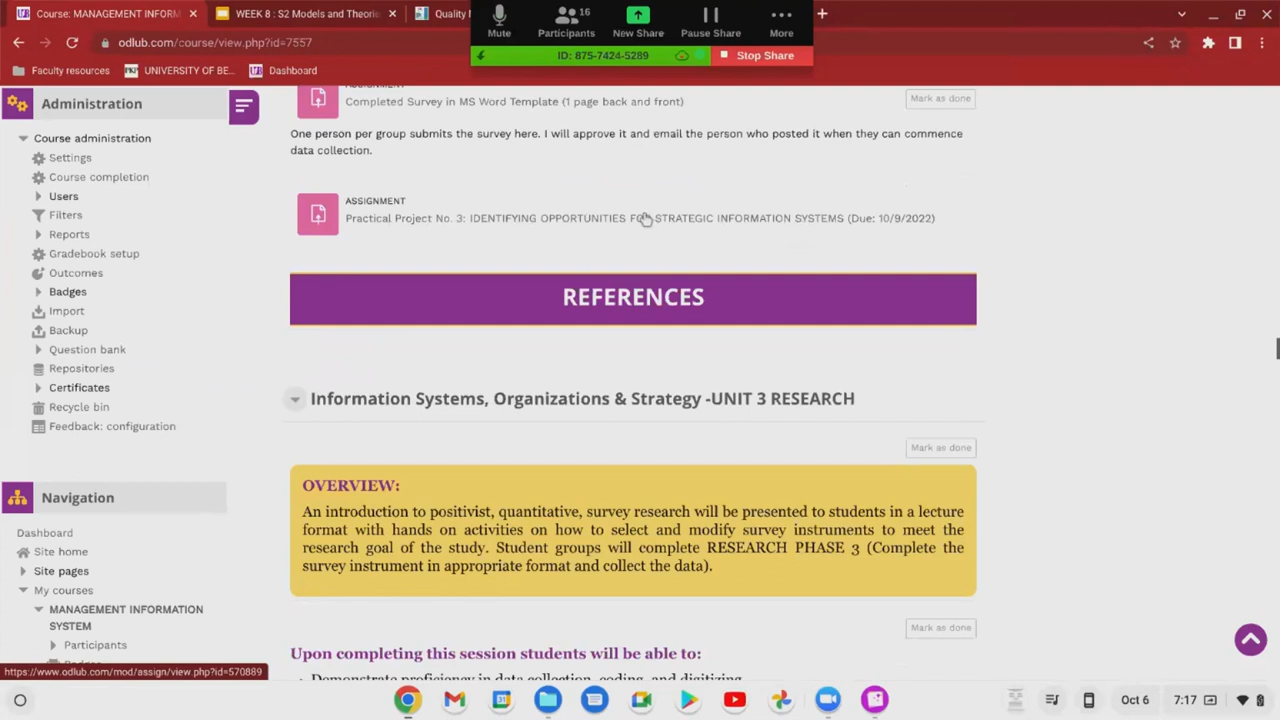 Course: MANAGEMENT INFORM
WEEK 8 : S2 Models and Theorie
Quality
Mute
Participants
16
New Share
Pause Share
More
ID: 875-7424-5289
Stop Share
odlub.com/course/view.php?id=7557
Faculty resources
UNIVERSITY OF BE...
Dashboard
Administration
Course administration
Settings
Course completion
Users
Filters
Reports
Gradebook setup
Outcomes
Badges
Import
Backup
Question bank
Repositories
Certificates
Recycle bin
Feedback: configuration
Navigation
Dashboard
Site home
Site pages
My courses
MANAGEMENT INFORMATION
SYSTEM
Participants
https://www.odlub.com/mod/assign/view.php?id=570889
ASSIGNMENT
Completed Survey in MS Word Template (1 page back and front)
Mark as done
One person per group submits the survey here. I will approve it and email the person who posted it when they can commence
data collection.
ASSIGNMENT
Practical Project No. 3: IDENTIFYING OPPORTUNITIES FOR STRATEGIC INFORMATION SYSTEMS (Due: 10/9/2022)
REFERENCES
Information Systems, Organizations & Strategy -UNIT 3 RESEARCH
Mark as done
OVERVIEW:
An introduction to positivist, quantitative, survey research will be presented to students in a lecture
format with hands on activities on how to select and modify survey instruments to meet the
research goal of the study. Student groups will complete RESEARCH PHASE 3 (Complete the
survey instrument in appropriate format and collect the data).
Mark as done
Upon completing this session students will be able to:
Demonstrate proficiency in data collection, coding, and digitizing
Oct 6
7:17